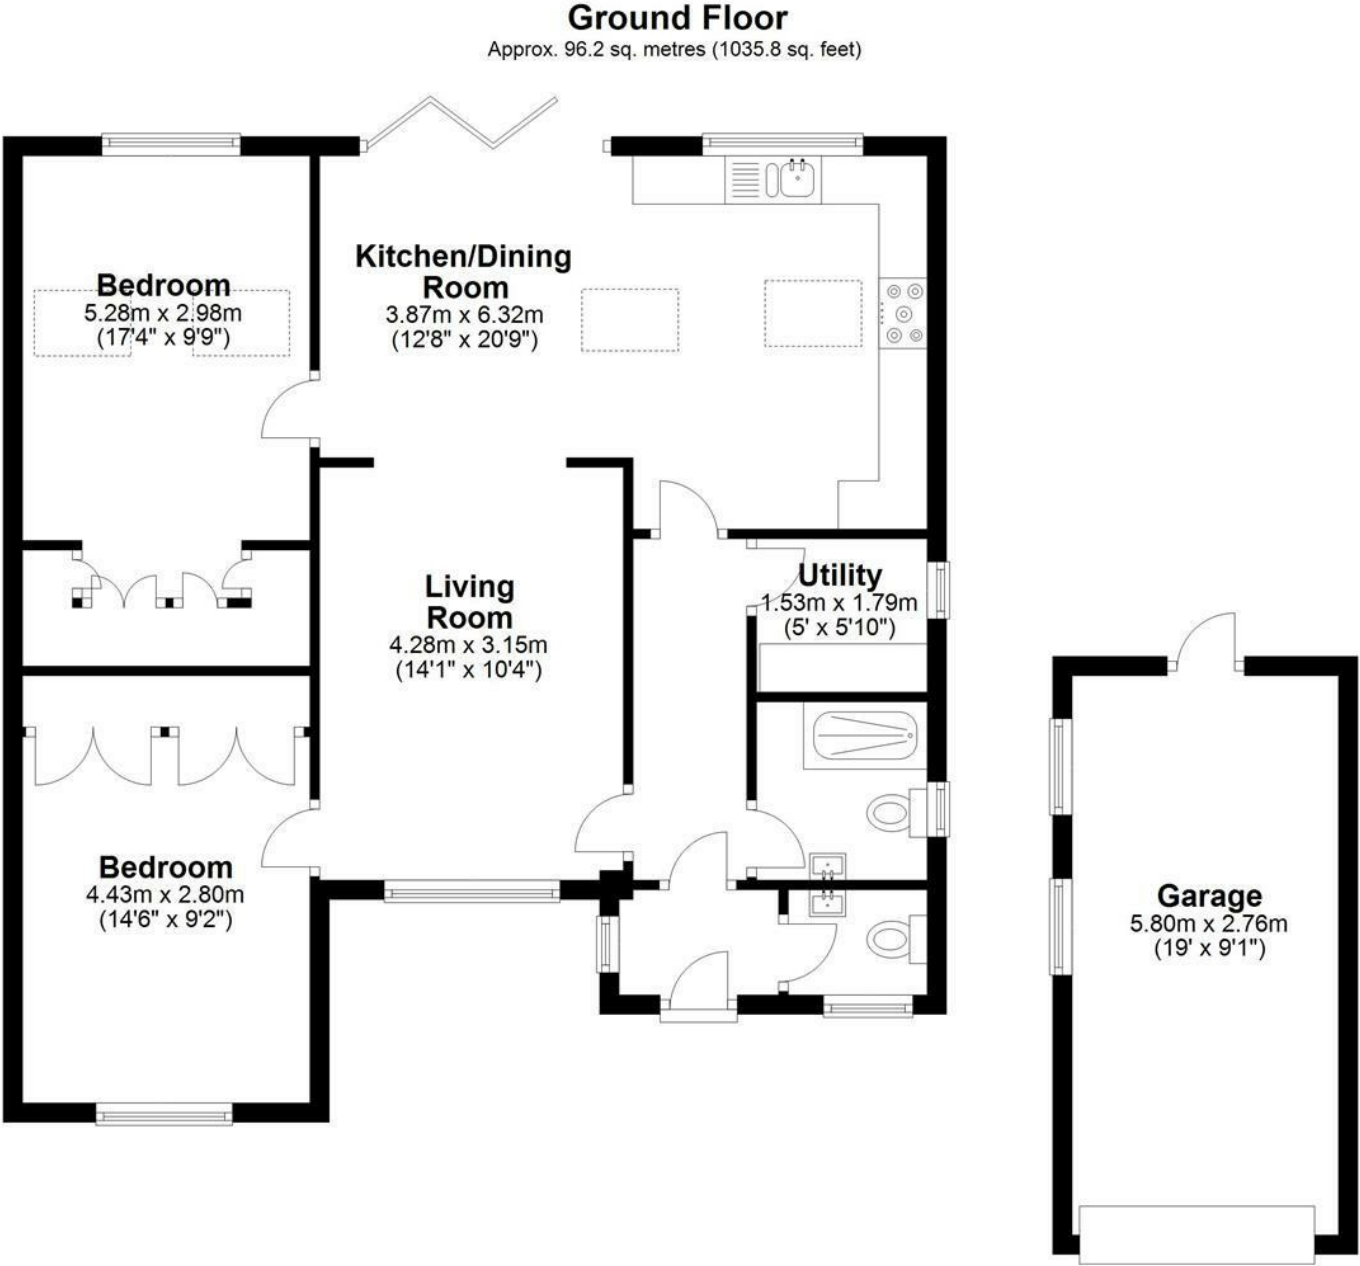 Ground Floor
Approx. 96.2 sq. metres (1035.8 sq. feet)
Kitchen/Dining
Room
3.87m x 6.32m
(12'8" x 20'9")
Bedroom
5.28m x 2.98m
(17'4" x 9'9")
Living
Room
4.28m x 3.15m
(14'1" x 10'4")
Utility
1.53m x 1.79m
(5' x 5'10")
Bedroom
4.43m x 2.80m
(14'6" x 9'2")
Garage
5.80m x 2.76m
(19' x 9'1")